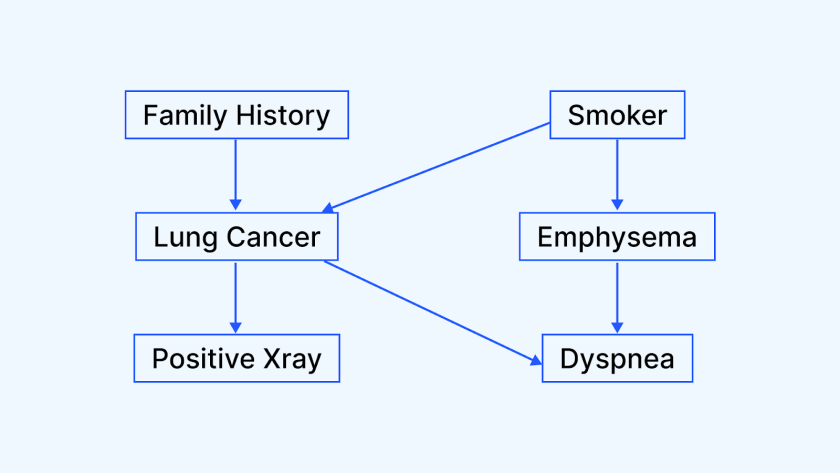 Family History
Smoker
Lung Cancer
Emphysema
Positive Xray
Dyspnea